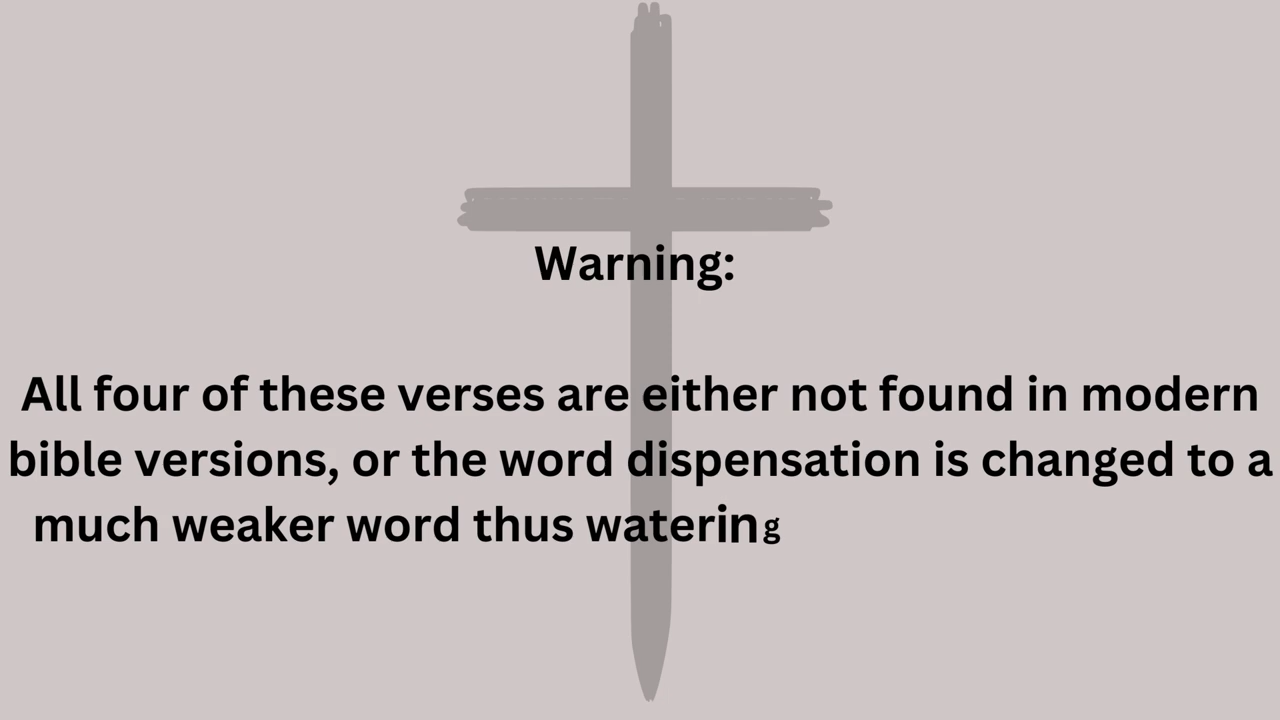 Warning:
All four of these verses are either not found in modern
bible versions, or the word dispensation is changed to a
much weaker word thus watering